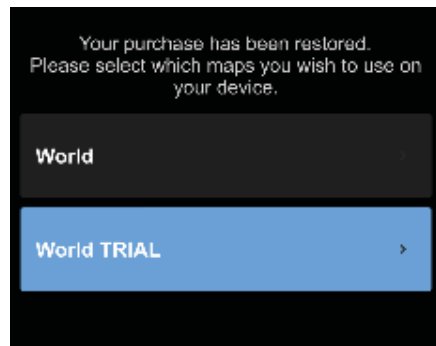 Your purchase has been restored.
Please select which maps you wish to use on
your device.
World
World TRIAL